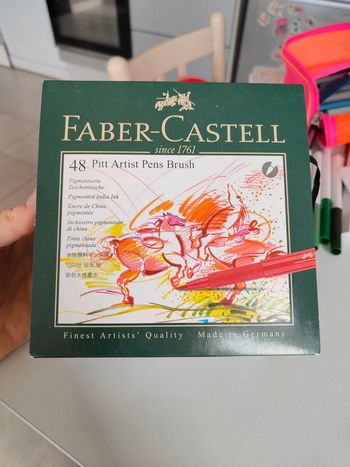 FABER-CASTELL
since 1761
48 Pitt Artist Pens Brush
Pigmentierte
Zeichentusche
Pigmented India Ink
Encre de Chine
pigmentée
Inchiostro pigmentato
di china
Tinta china
pigmentada
Finest Artists' Quality · Made in Germany